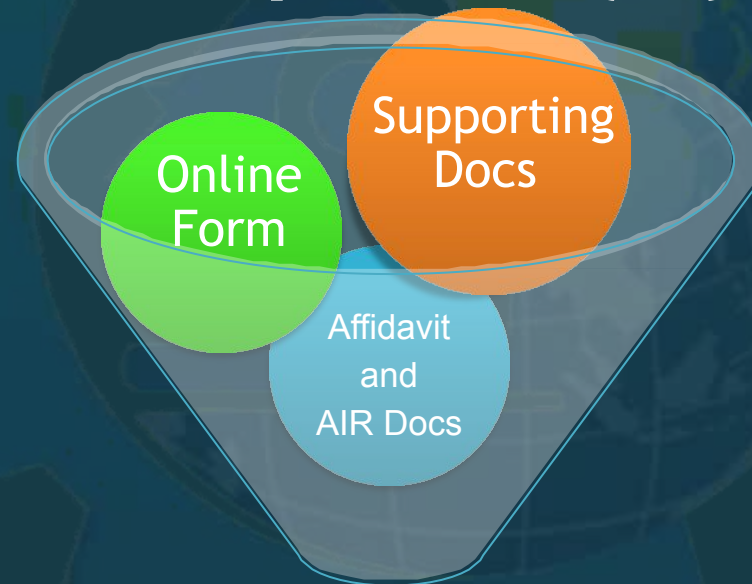 Supporting
Docs
Online
Form
Affidavit
and
AIR Docs